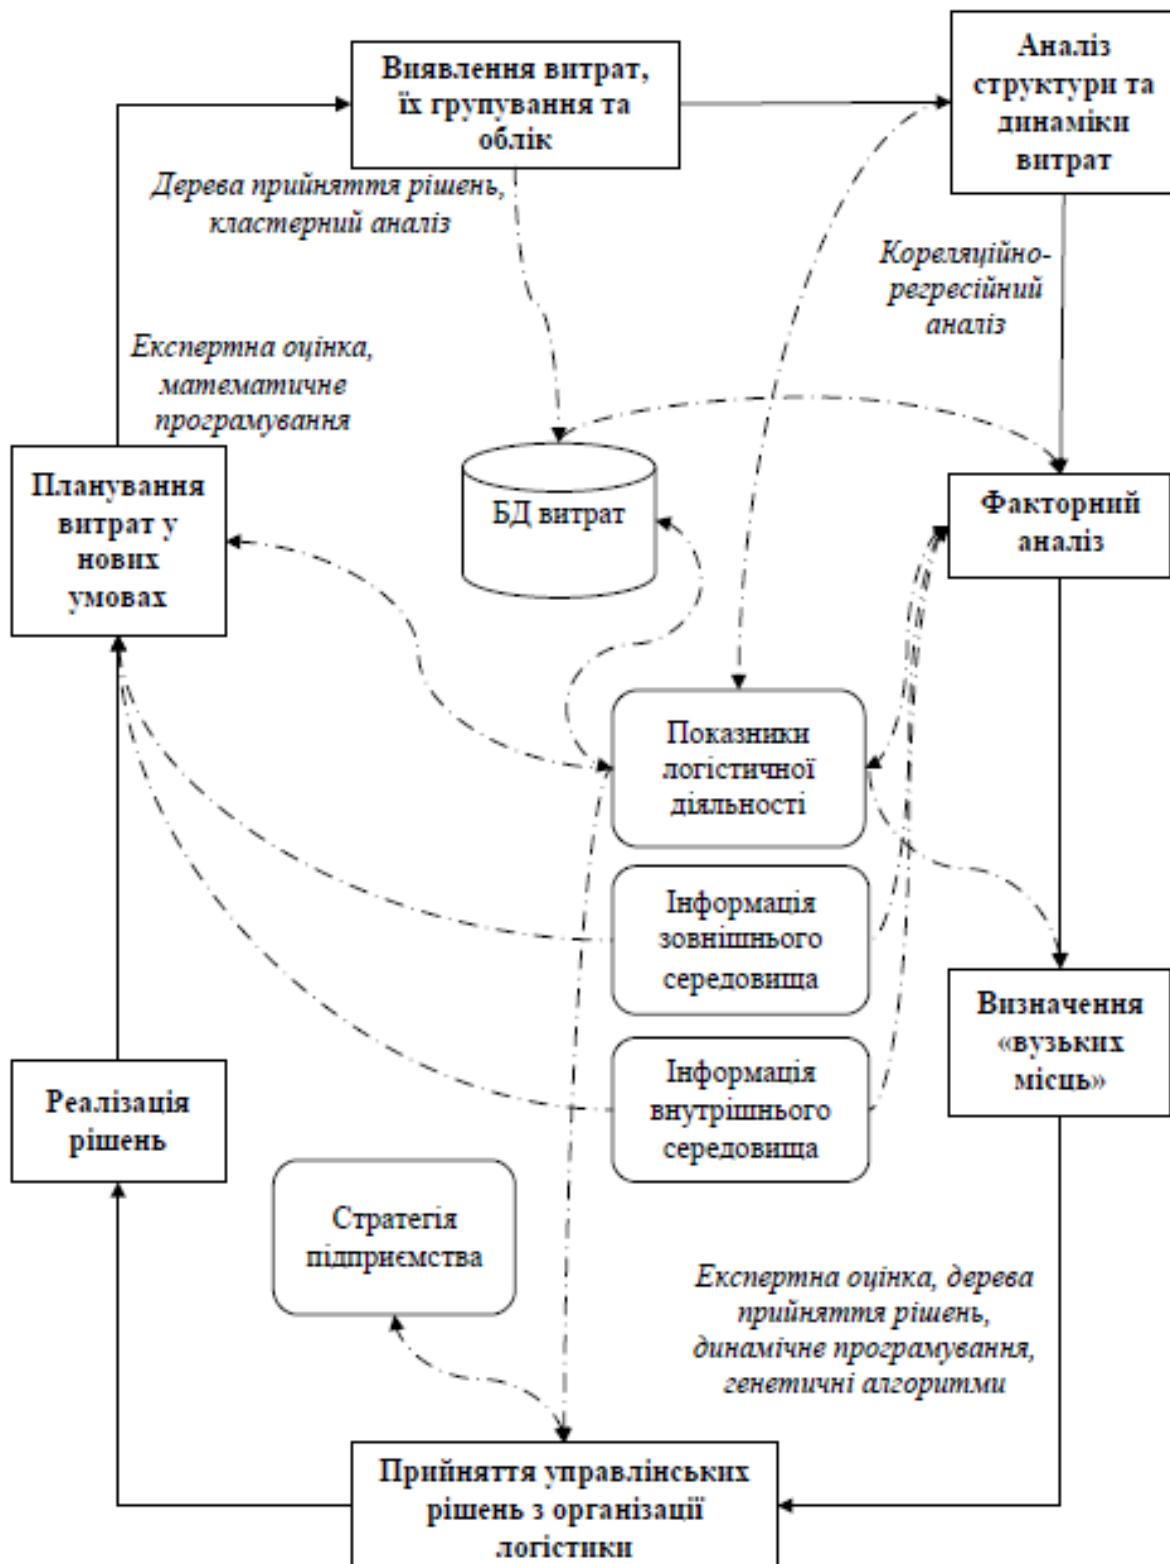 Виявлення витрат,
їх групування та
облік
Аналіз
структури та
динаміки
витрат
Дерева прийняття рішень,
кластерний аналіз
Кореляційно-
регресійний
аналіз
Експертна оцінка,
математичне
програмування
Планування
витрат у
нових
умовах
БД витрат
Факторний
аналіз
Показники
логістичної
діяльності
Інформація
зовнішнього
середовища
Визначення
«вузьких
місць»
Інформація
внутрішнього
середовища
Реалізація
рішень
Стратегія
підприємства
Експертна оцінка, дерева
прийняття рішень,
динамічне програмування,
генетичні алгоритми
Прийняття управлінських
рішень з організації
логістики